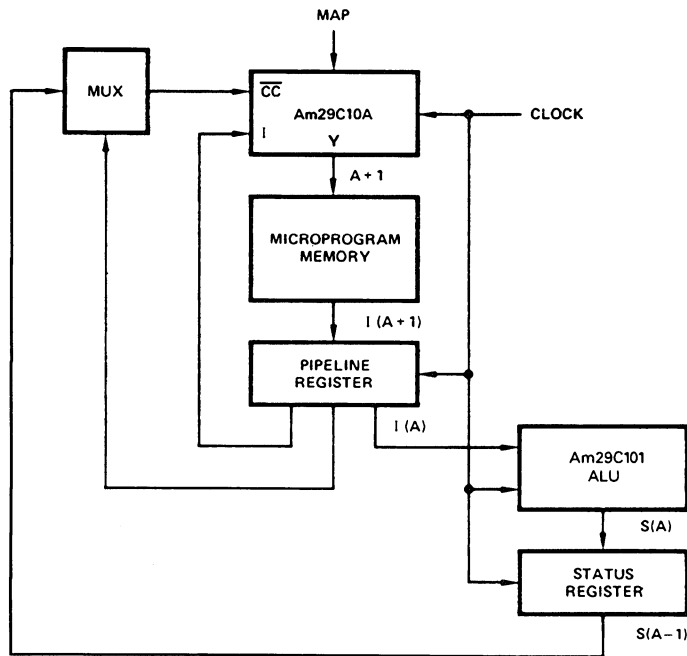 MAP
MUX
CC
Am29C10A
I
Y
CLOCK
A + 1
MICROPROGRAM
MEMORY
I (A + 1)
PIPELINE
REGISTER
I (A)
Am29C101
ALU
S(A)
STATUS
REGISTER
S(A–1)